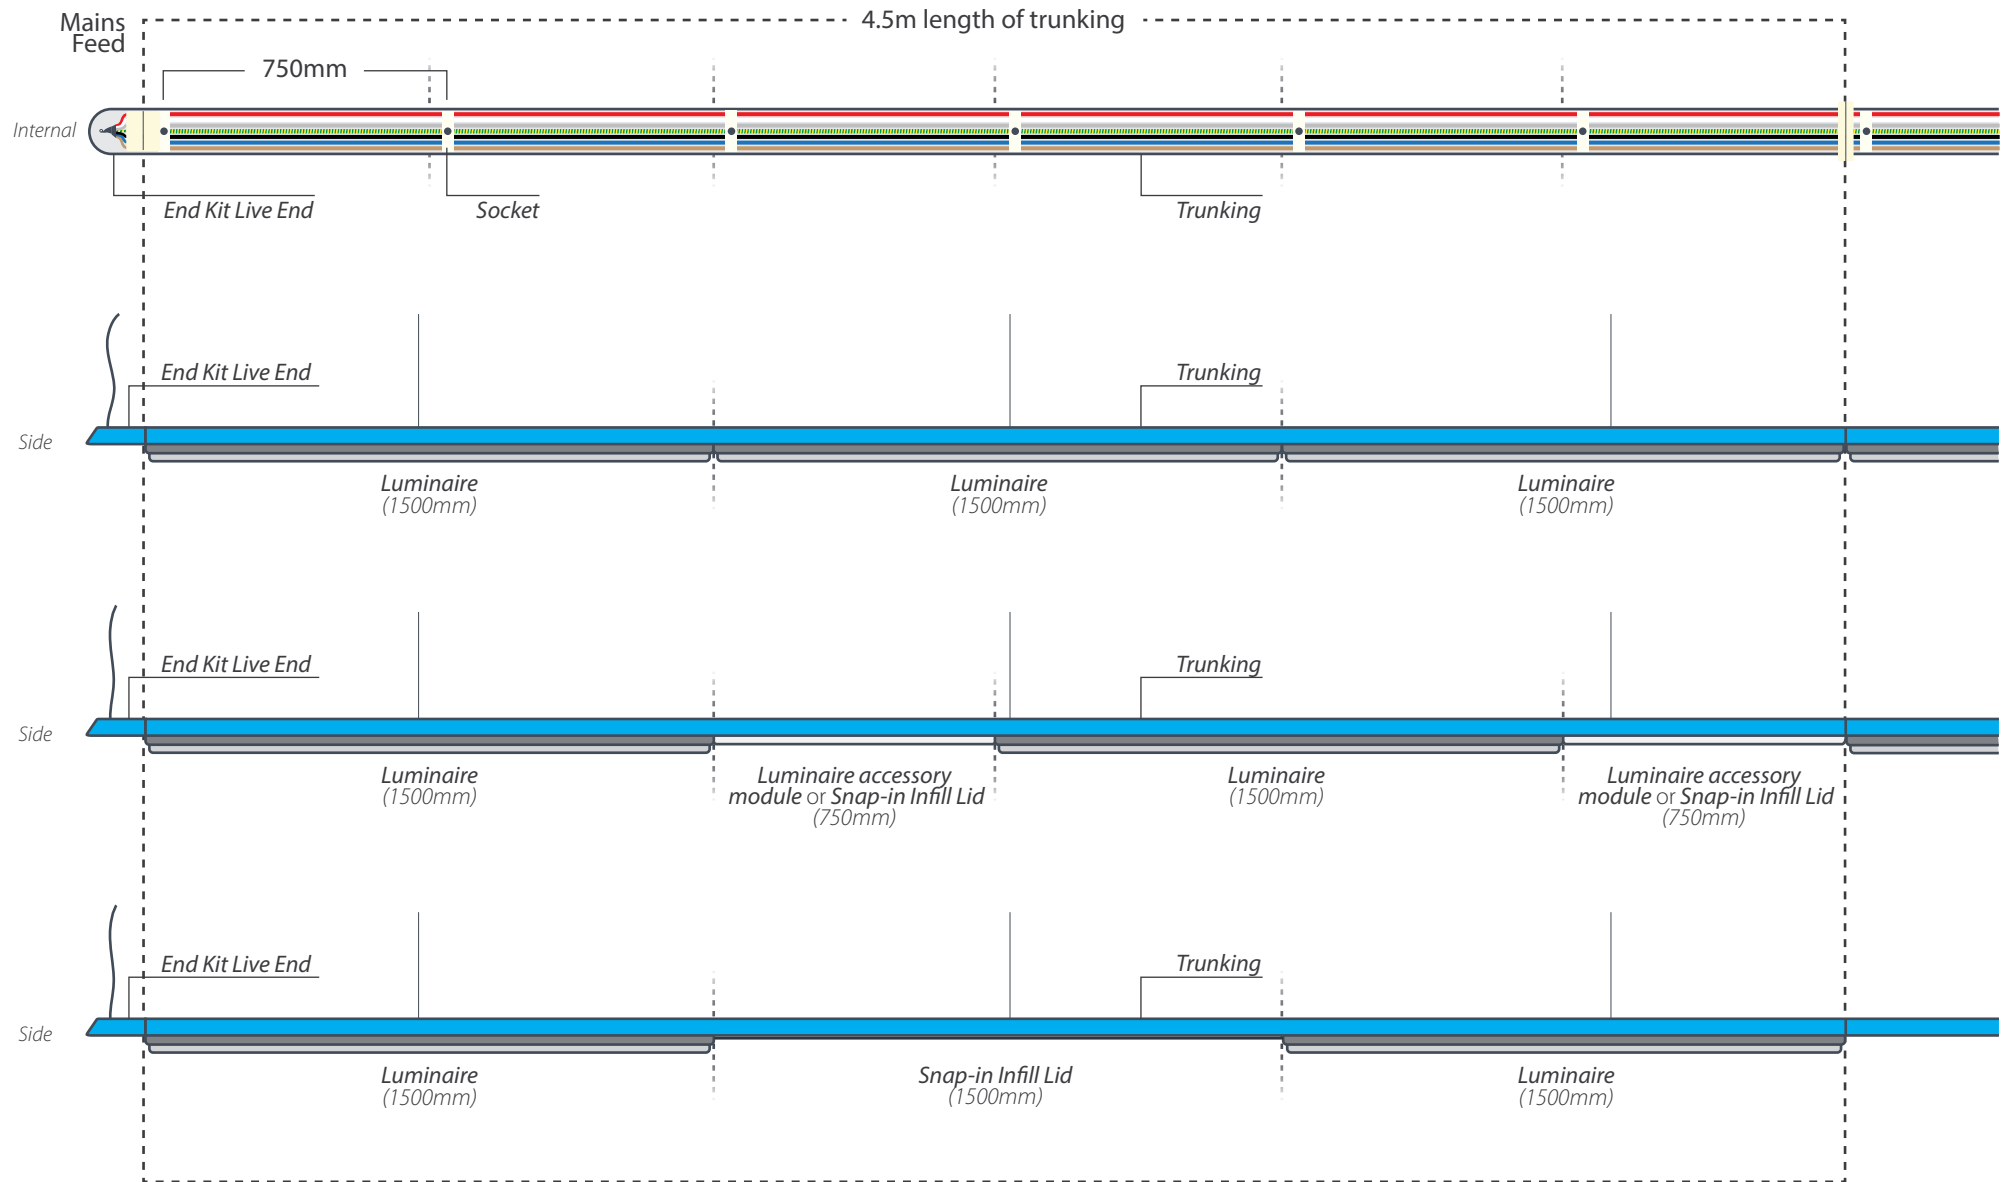 Mains
Feed
4.5m length of trunking
750mm
Internal
End Kit Live End
Socket
Trunking
End Kit Live End
Trunking
Side
Luminaire
(1500mm)
Luminaire
(1500mm)
Luminaire
(1500mm)
End Kit Live End
Trunking
Side
Luminaire
(1500mm)
Luminaire accessory
module or Snap-in Infill Lid
(750mm)
Luminaire
(1500mm)
Luminaire accessory
module or Snap-in Infill Lid
(750mm)
End Kit Live End
Trunking
Side
Luminaire
(1500mm)
Snap-in Infill Lid
(1500mm)
Luminaire
(1500mm)